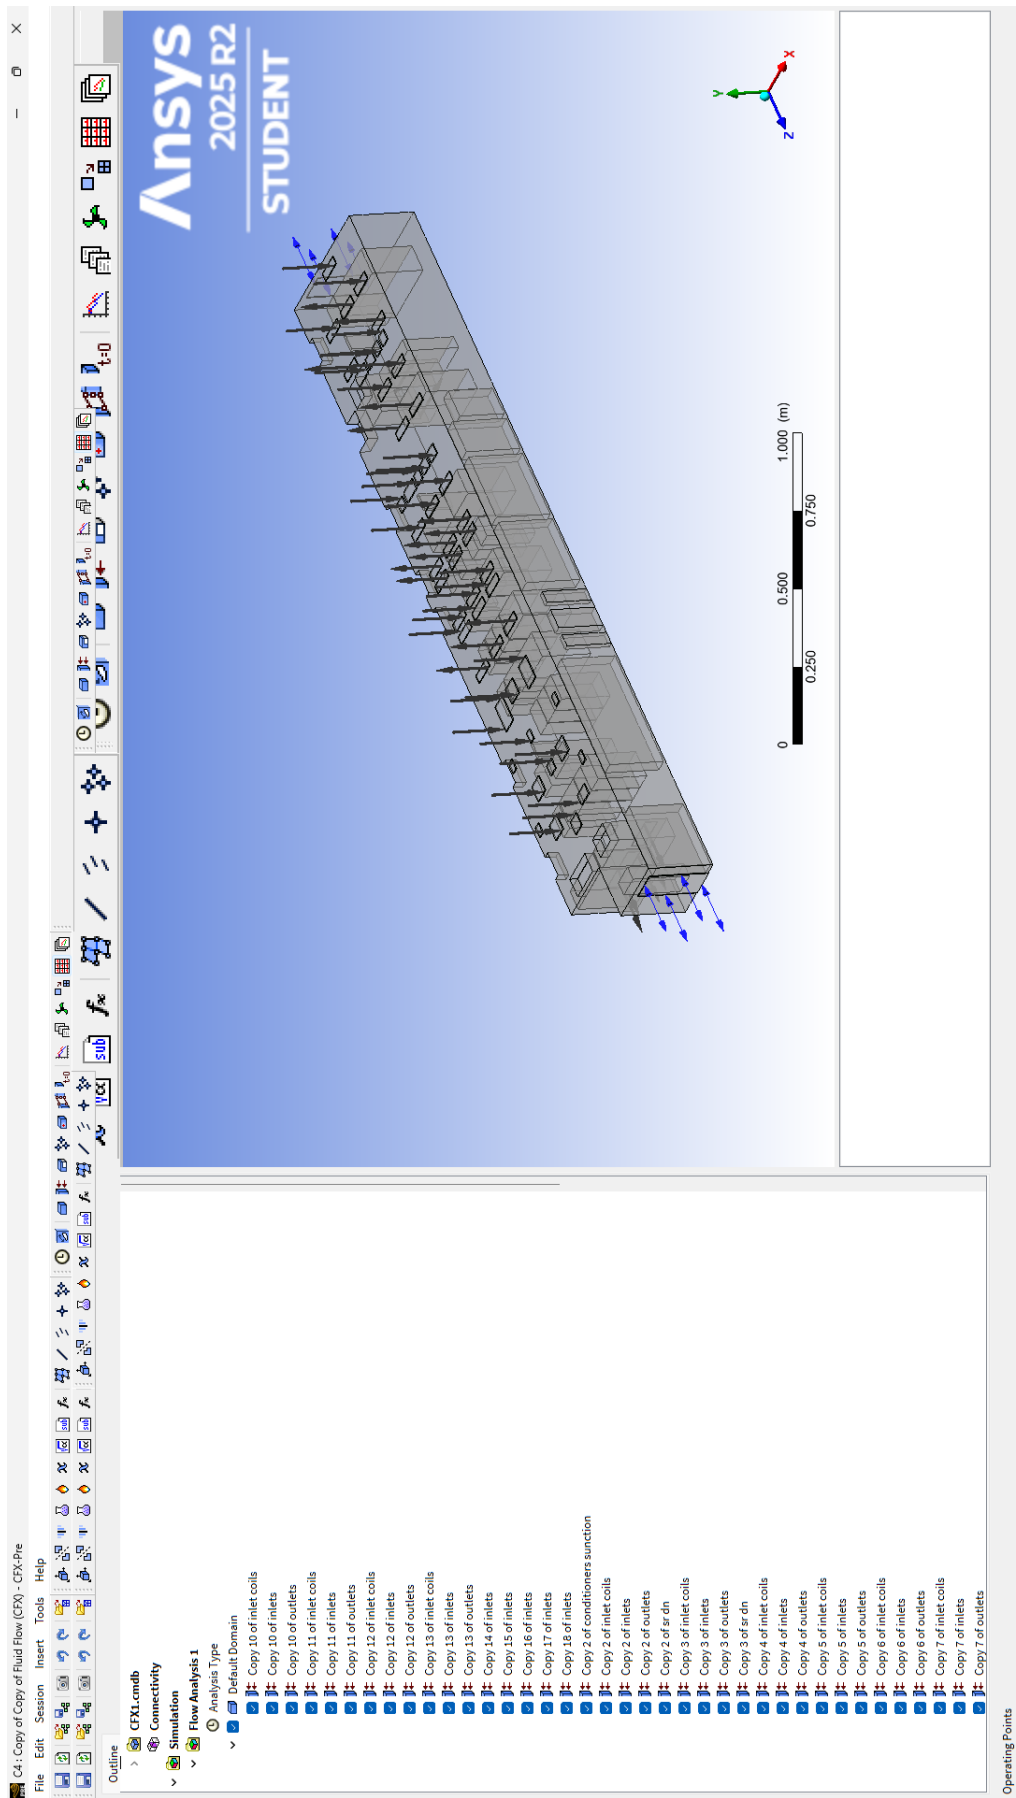 C4 : Copy of Copy of Fluid Flow (CFX) - CFX-Pre
File Edit Session Insert Tools Help
Outline
CFX1.cmdb
Connectivity
Simulation
Flow Analysis 1
Analysis Type
Default Domain
Copy 10 of inlet coils
Copy 10 of inlets
Copy 10 of outlets
Copy 11 of inlet coils
Copy 11 of inlets
Copy 11 of outlets
Copy 12 of inlet coils
Copy 12 of inlets
Copy 12 of outlets
Copy 13 of inlet coils
Copy 13 of inlets
Copy 13 of outlets
Copy 14 of inlets
Copy 15 of inlets
Copy 16 of inlets
Copy 17 of inlets
Copy 18 of inlets
Copy 2 of conditioners sunction
Copy 2 of inlet coils
Copy 2 of inlets
Copy 2 of outlets
Copy 2 of sr dn
Copy 3 of inlet coils
Copy 3 of inlets
Copy 3 of outlets
Copy 3 of sr dn
Copy 4 of inlet coils
Copy 4 of inlets
Copy 4 of outlets
Copy 5 of inlet coils
Copy 5 of inlets
Copy 5 of outlets
Copy 6 of inlet coils
Copy 6 of inlets
Copy 6 of outlets
Copy 7 of inlet coils
Copy 7 of inlets
Copy 7 of outlets
Operating Points
Ansys
2025 R2
STUDENT
0 0.500 1.000 (m)
0.250 0.750
Y
X
Z